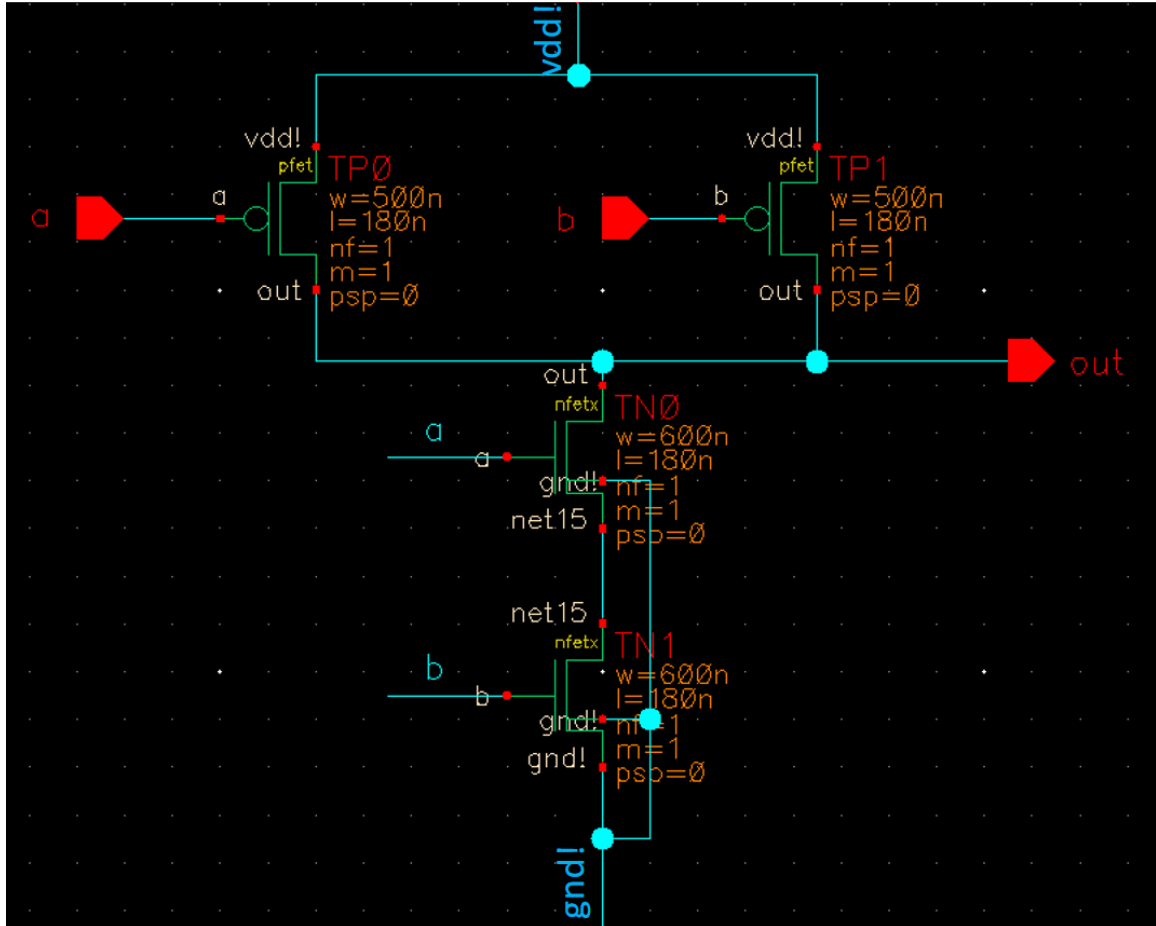 vdd!
vdd!
pfet TP0
a
a
w=500n
l=180n
nf=1
m=1
out
psp=0
vdd!
pfet TP1
b
b
w=500n
l=180n
nf=1
m=1
out
psp=0
out
out
nfetx TN0
a
a
w=600n
l=180n
gnd!
nf=1
m=1
net15
psp=0
net15
nfetx TN1
b
b
w=600n
l=180n
gnd!
nf=1
m=1
gnd!
psp=0
gnd!